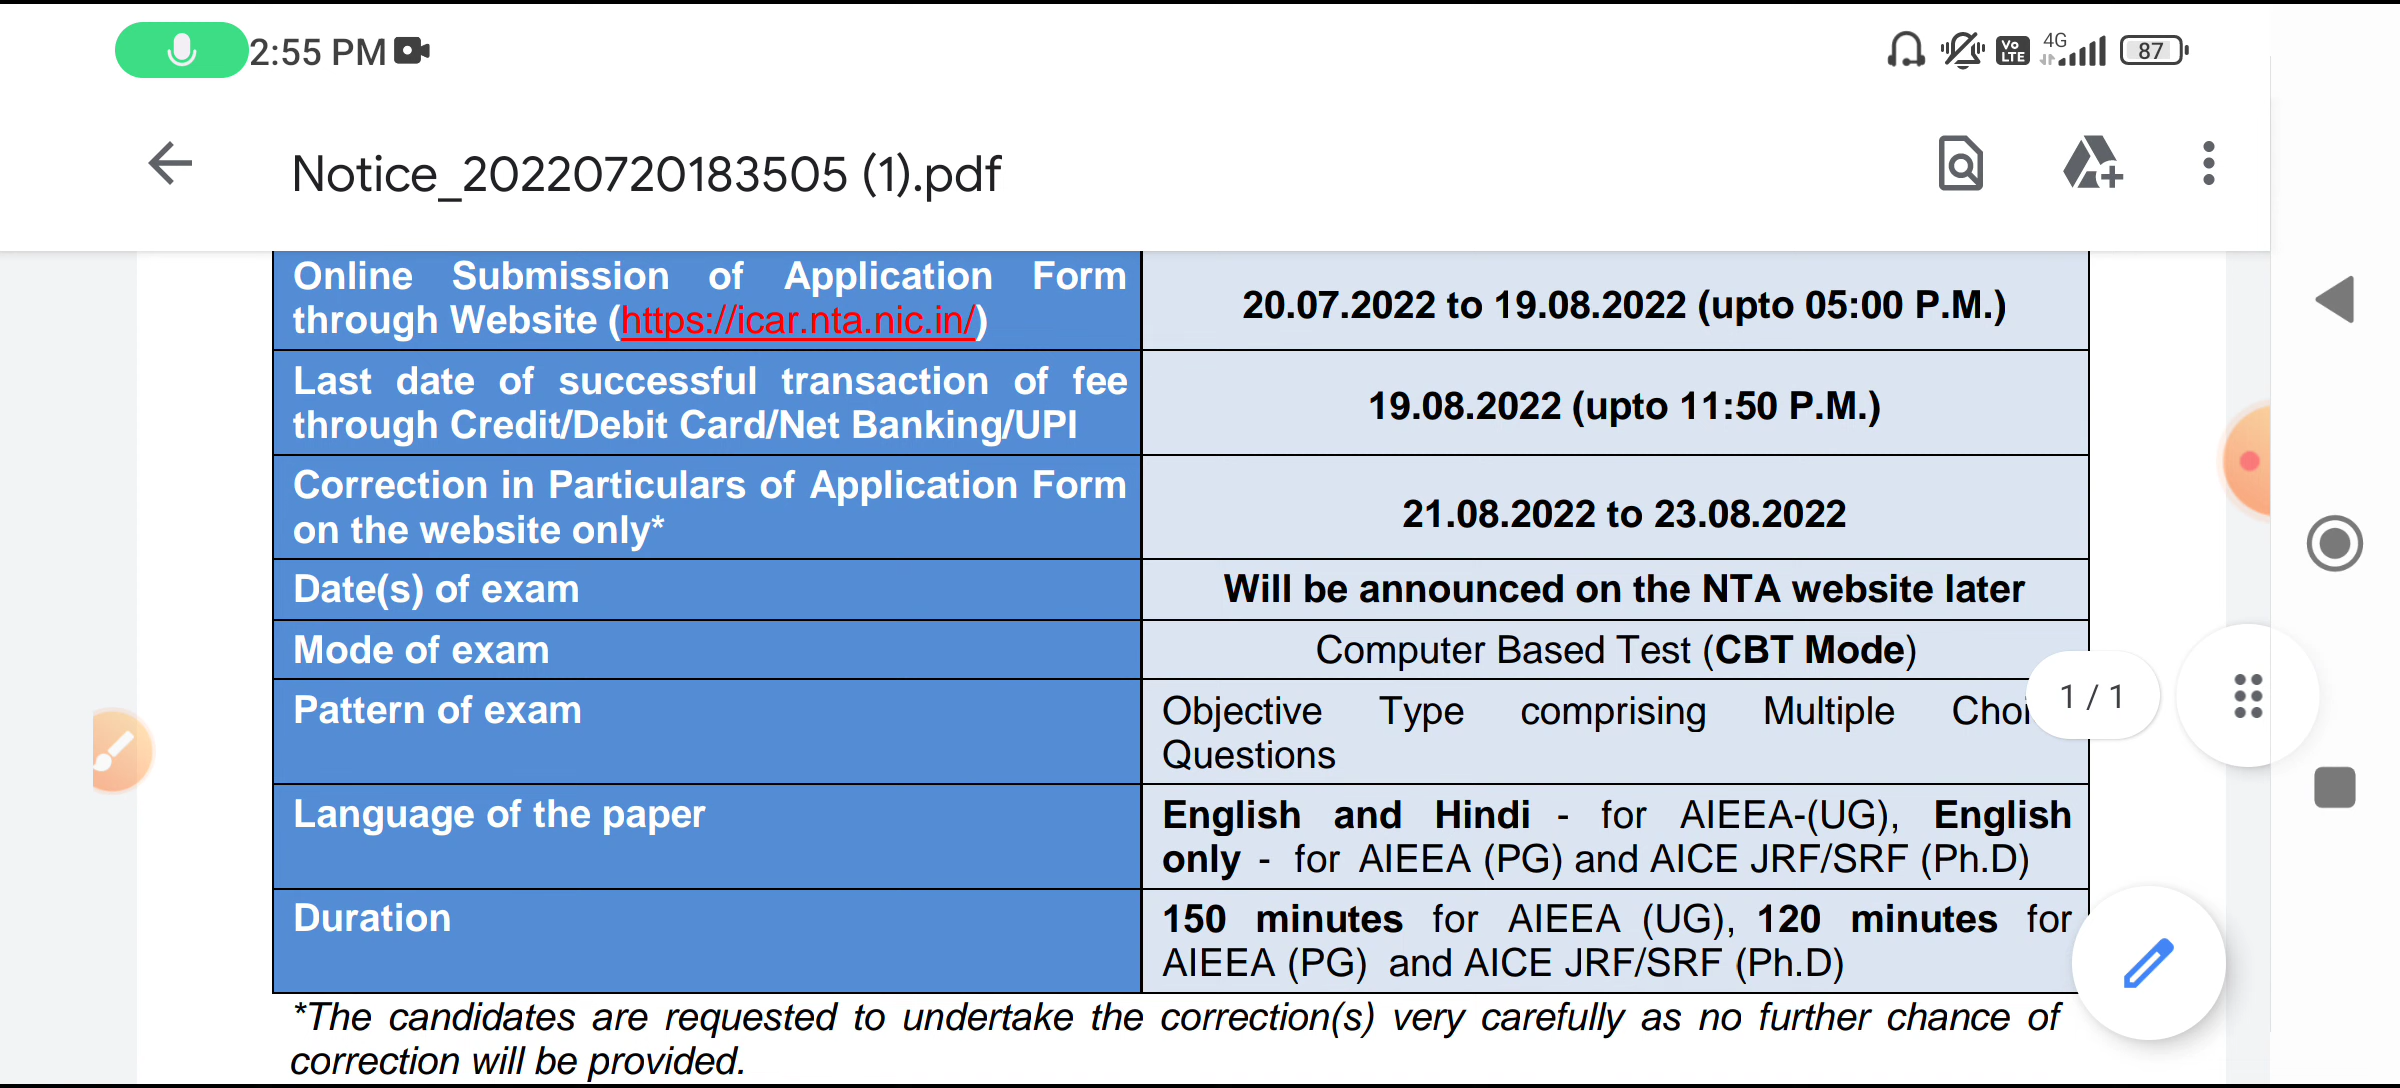 2:55 PM
Vo LTE 4G 87
Notice_20220720183505 (1).pdf
Online Submission of Application Form
through Website (https://icar.nta.nic.in/)
20.07.2022 to 19.08.2022 (upto 05:00 P.M.)
Last date of successful transaction of fee
through Credit/Debit Card/Net Banking/UPI
19.08.2022 (upto 11:50 P.M.)
Correction in Particulars of Application Form
on the website only*
21.08.2022 to 23.08.2022
Date(s) of exam
Will be announced on the NTA website later
Mode of exam
Computer Based Test (CBT Mode)
Pattern of exam
Objective Type comprising Multiple
Questions
1 / 1
Language of the paper
English and Hindi - for AIEEA-(UG), English
only - for AIEEA (PG) and AICE JRF/SRF (Ph.D)
Duration
150 minutes for AIEEA (UG), 120 minutes for
AIEEA (PG) and AICE JRF/SRF (Ph.D)
*The candidates are requested to undertake the correction(s) very carefully as no further chance of
correction will be provided.